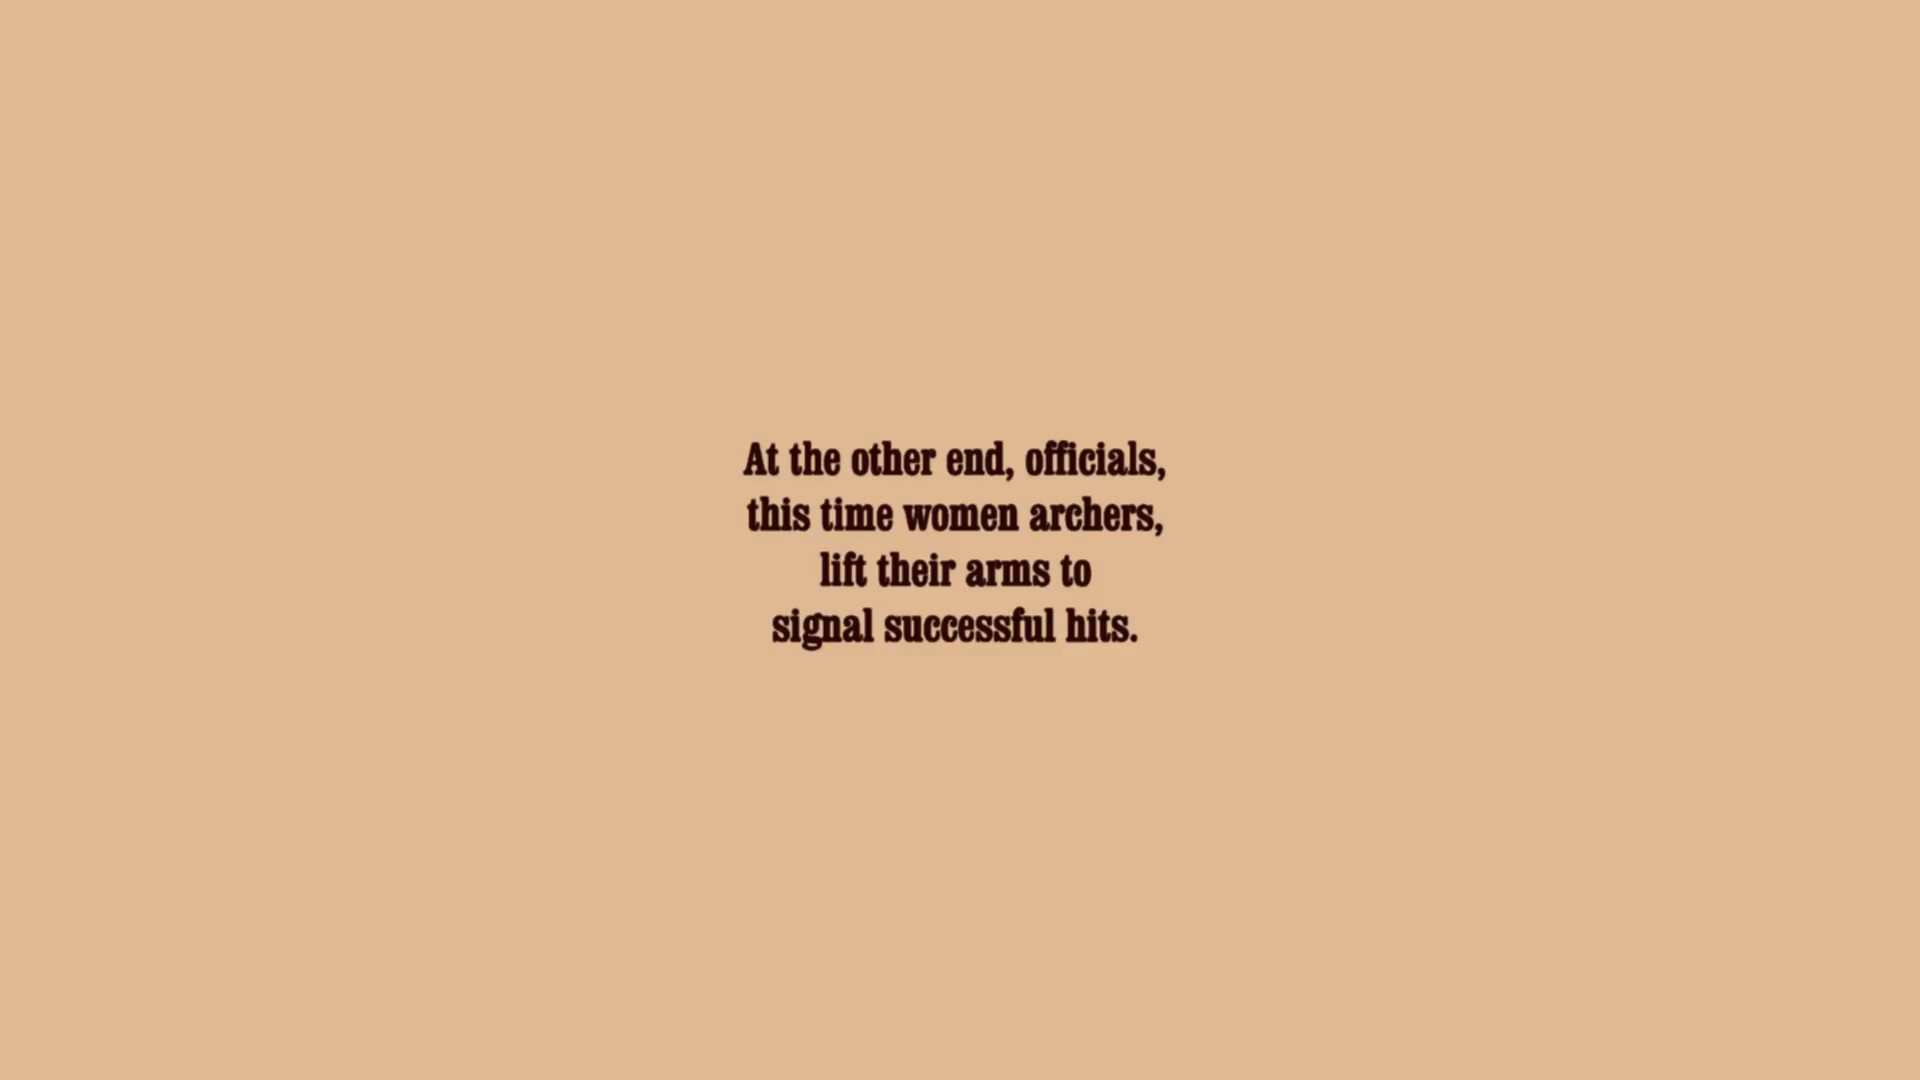 At the other end, officials,
this time women archers,
lift their arms to
signal successful hits.